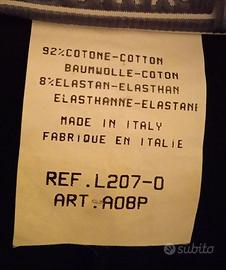 92%COTONE-COTTON
BAUMWOLLE-COTON
8%ELASTAN-ELASTHAN
ELASTHANNE-ELASTANE
MADE IN ITALY
FABRIQUE EN ITALIE
REF.L207-0
ART.A08P
subito